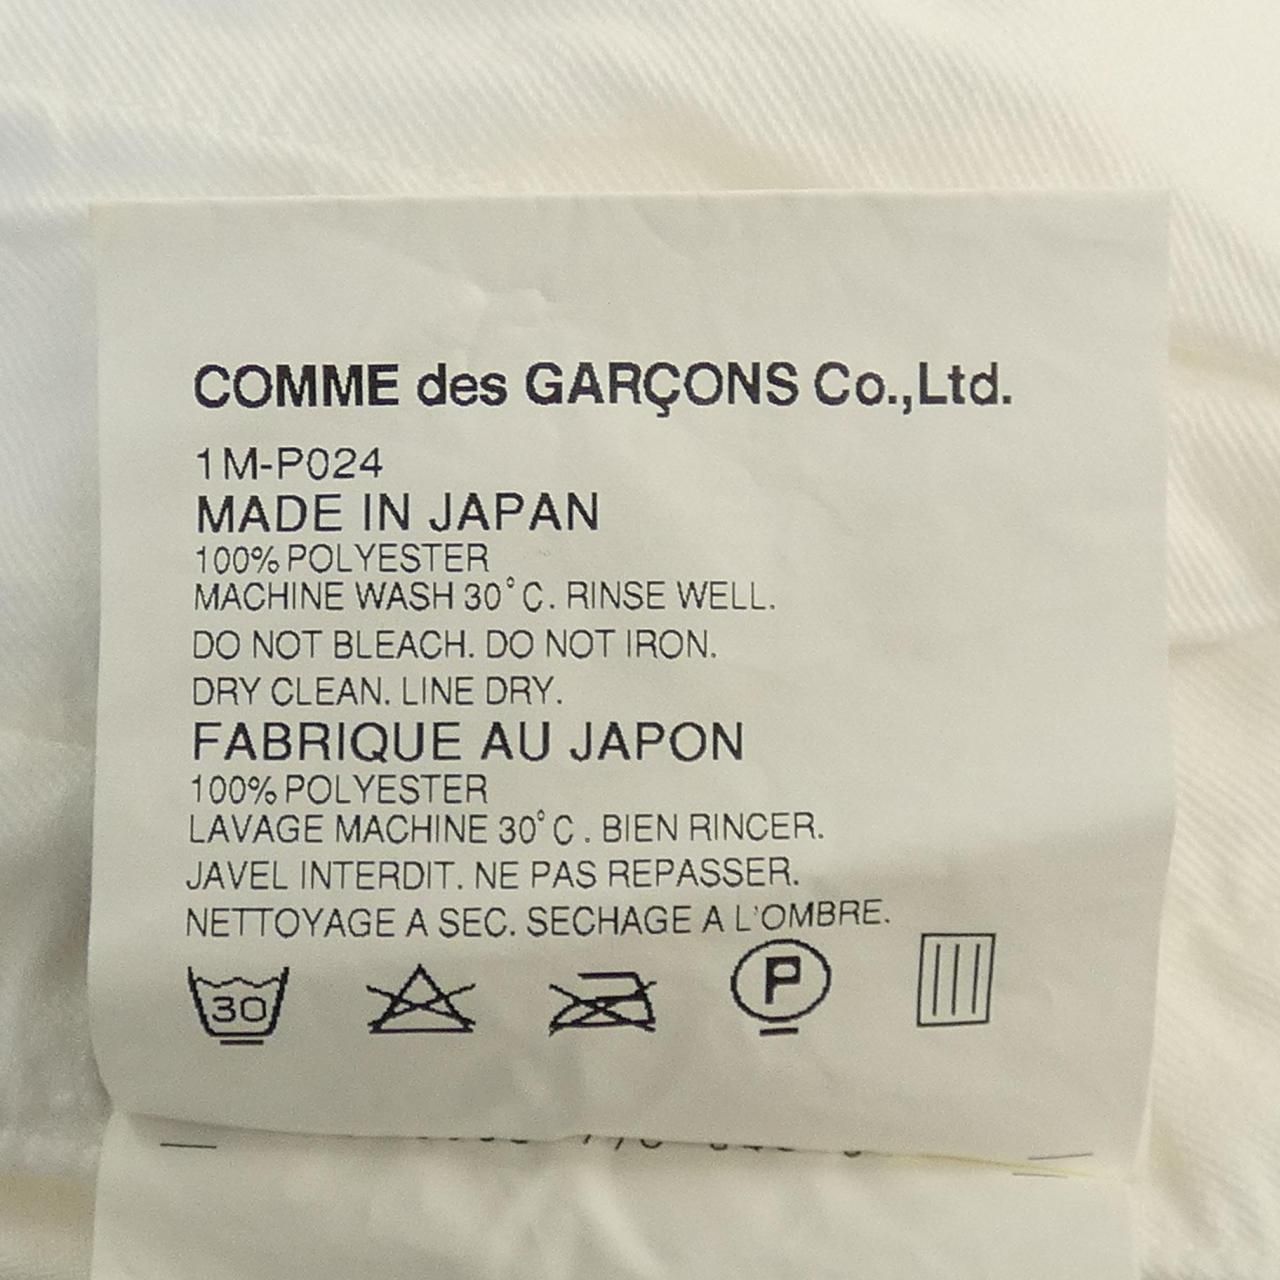 COMME des GARÇONS Co.,Ltd.
1M-P024
MADE IN JAPAN
100% POLYESTER
MACHINE WASH 30°C. RINSE WELL.
DO NOT BLEACH. DO NOT IRON.
DRY CLEAN. LINE DRY.
FABRIQUE AU JAPON
100% POLYESTER
LAVAGE MACHINE 30°C. BIEN RINCER.
JAVEL INTERDIT. NE PAS REPASSER.
NETTOYAGE A SEC. SECHAGE A L'OMBRE.
30 P